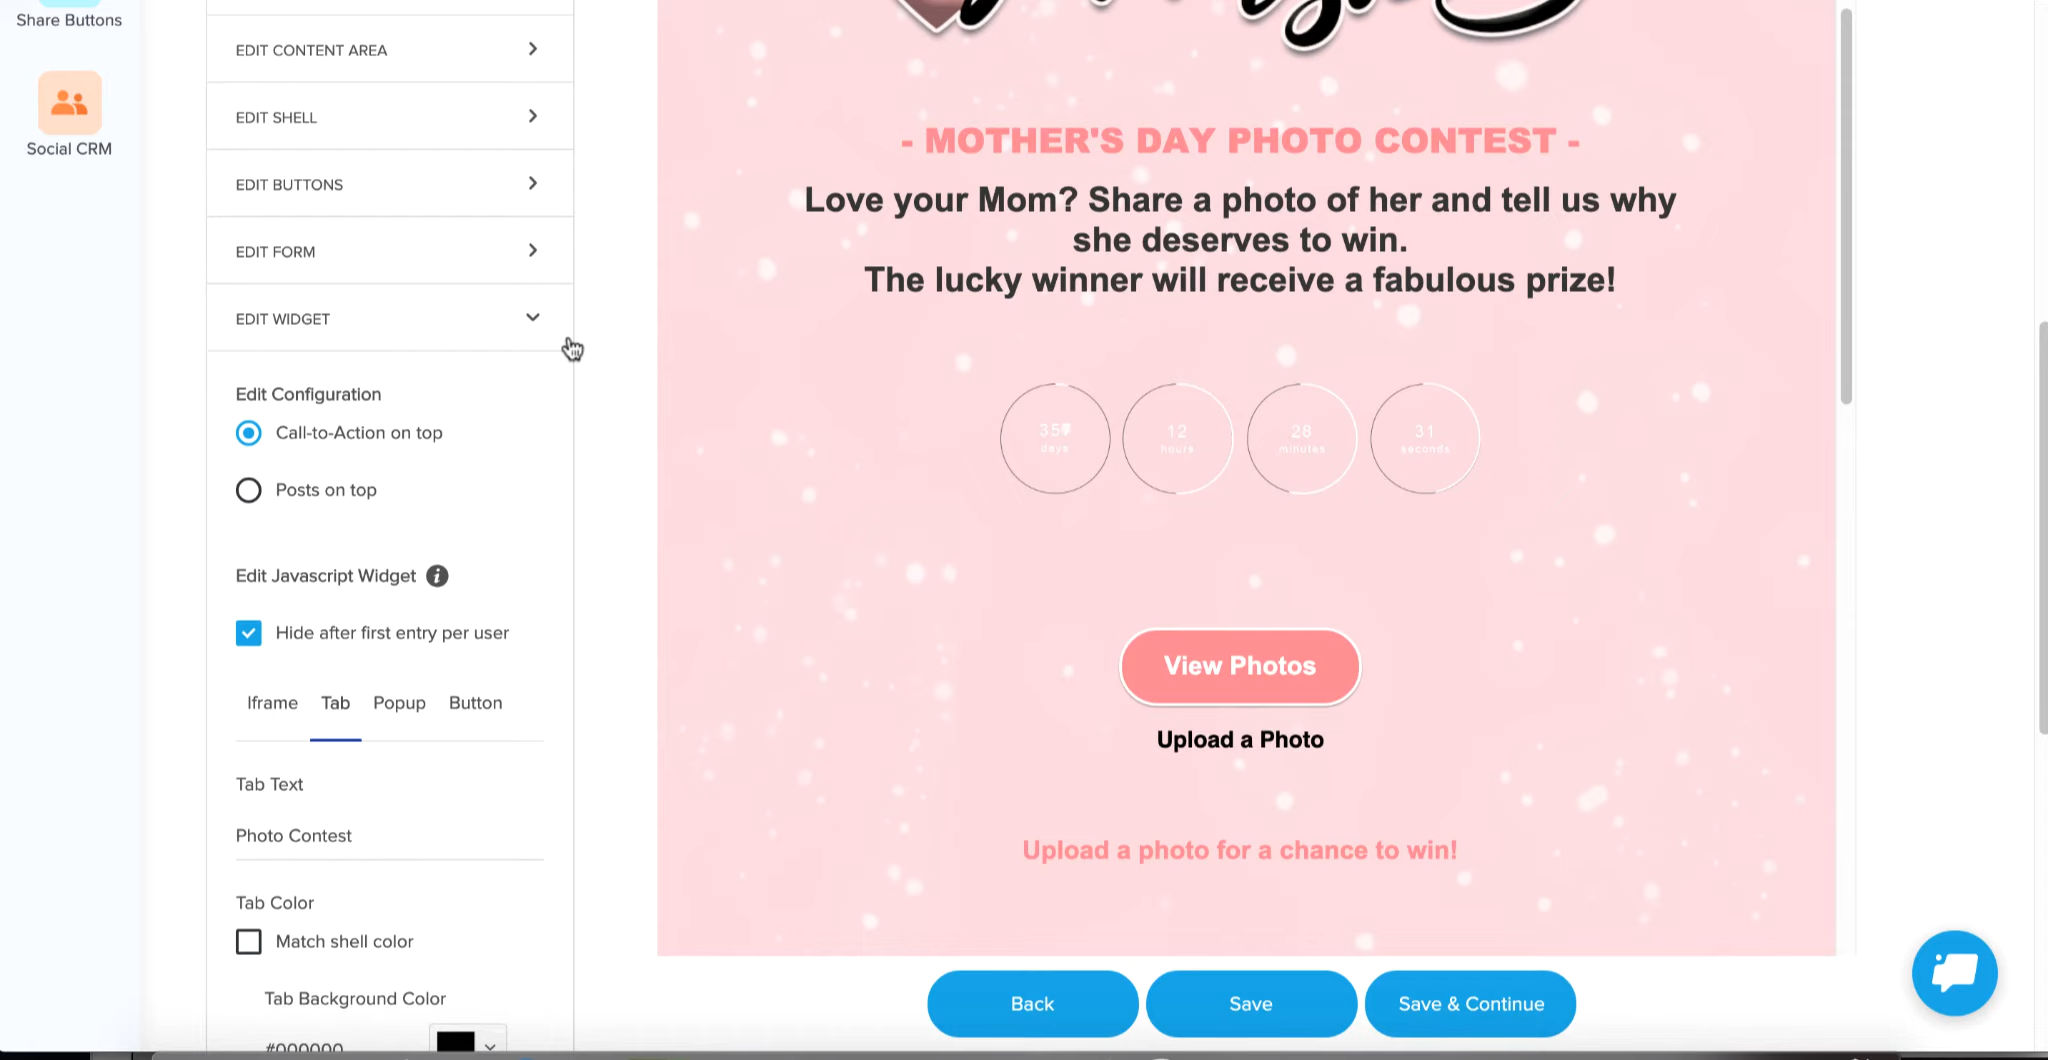 Share Buttons
Social CRM
EDIT CONTENT AREA
EDIT SHELL
EDIT BUTTONS
EDIT FORM
EDIT WIDGET
Edit Configuration
Call-to-Action on top
Posts on top
Edit Javascript Widget
Hide after first entry per user
Iframe Tab Popup Button
Tab Text
Photo Contest
Tab Color
Match shell color
Tab Background Color
#000000
- MOTHER'S DAY PHOTO CONTEST -
Love your Mom? Share a photo of her and tell us why
she deserves to win.
The lucky winner will receive a fabulous prize!
days
12
hours
28
minutes
31
seconds
View Photos
Upload a Photo
Upload a photo for a chance to win!
Back
Save
Save & Continue